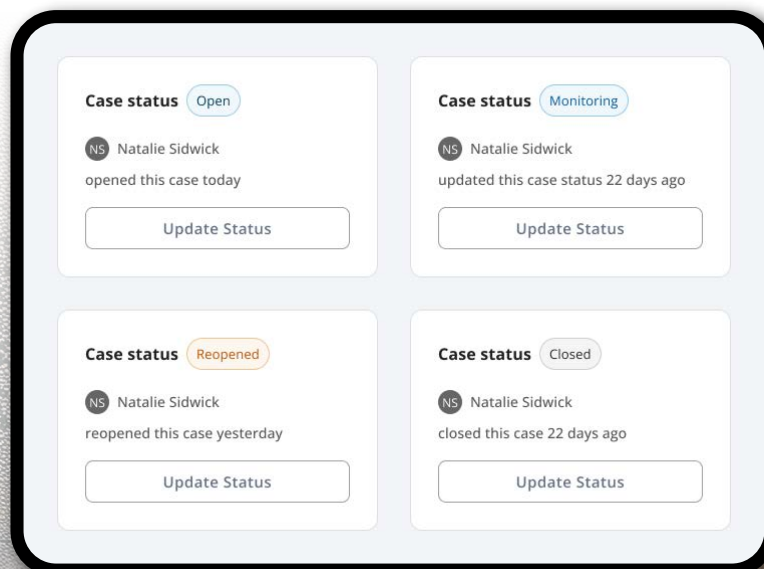 Case status Open
NS Natalie Sidwick
opened this case today
Update Status
Case status Monitoring
NS Natalie Sidwick
updated this case status 22 days ago
Update Status
Case status Reopened
NS Natalie Sidwick
reopened this case yesterday
Update Status
Case status Closed
NS Natalie Sidwick
closed this case 22 days ago
Update Status